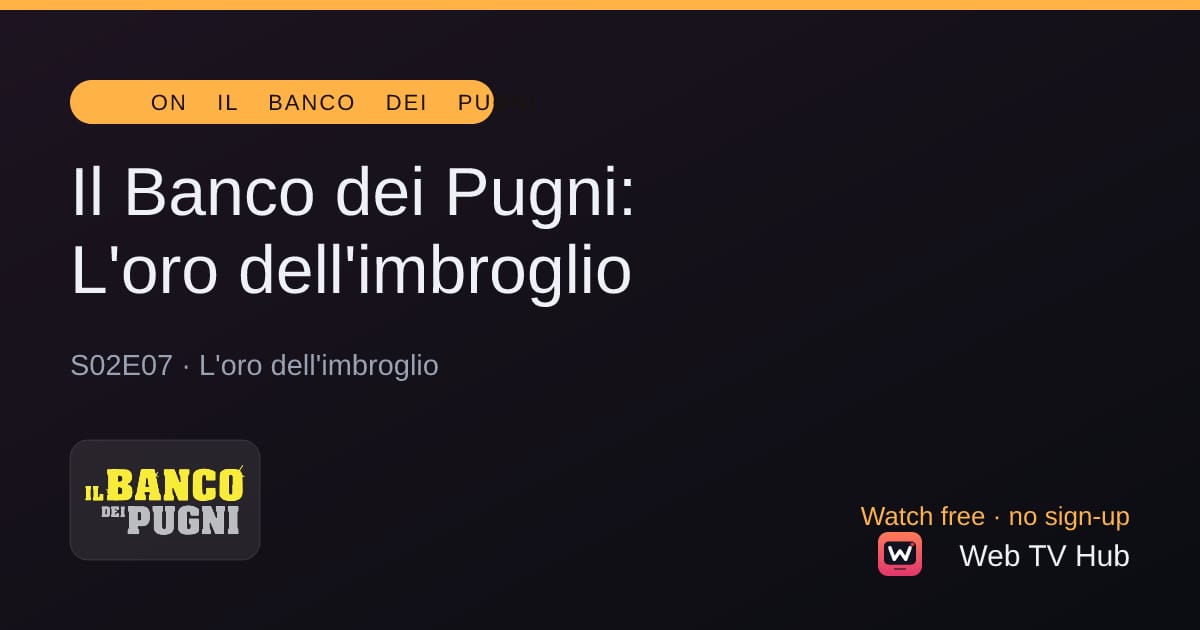 ON IL BANCO DEI PUGNI
Il Banco dei Pugni:
L'oro dell'imbroglio
S02E07 · L'oro dell'imbroglio
IL BANCO
DEI PUGNI
Watch free · no sign-up
W Web TV Hub